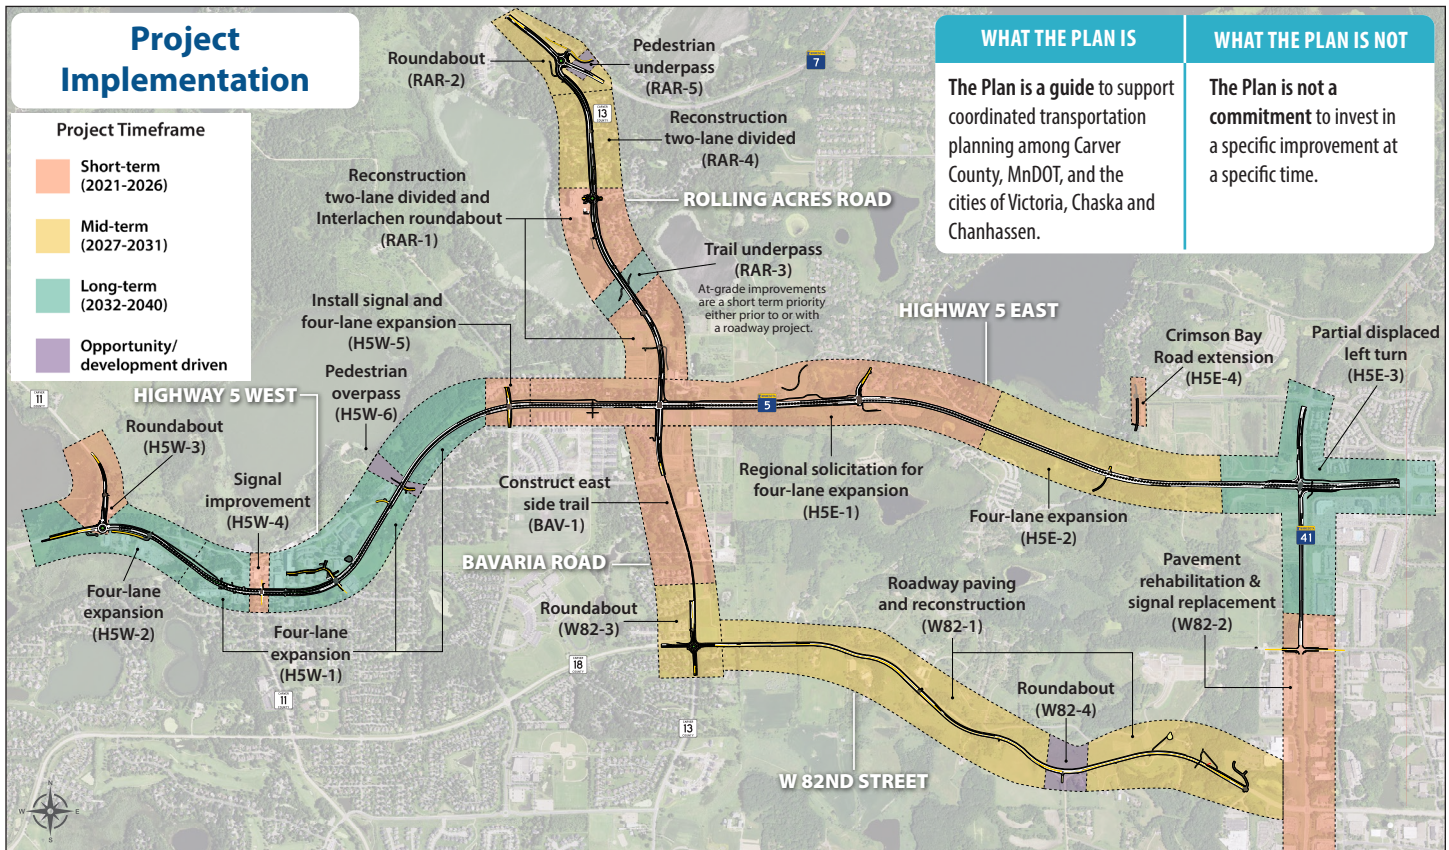 Project
Implementation
Project Timeframe
Short-term
(2021-2026)
Mid-term
(2027-2031)
Long-term
(2032-2040)
Opportunity/
development driven
WHAT THE PLAN IS
The Plan is a guide to support
coordinated transportation
planning among Carver
County, MnDOT, and the
cities of Victoria, Chaska and
Chanhassen.
WHAT THE PLAN IS NOT
The Plan is not a
commitment to invest in
a specific improvement at
a specific time.
Roundabout
(RAR-2)
Pedestrian
underpass
(RAR-5)
7
13
Reconstruction
two-lane divided
(RAR-4)
Reconstruction
two-lane divided and
Interlachen roundabout
(RAR-1)
ROLLING ACRES ROAD
Trail underpass
(RAR-3)
At-grade improvements
are a short term priority
either prior to or with
a roadway project.
Install signal and
four-lane expansion
(H5W-5)
HIGHWAY 5 EAST
Crimson Bay
Road extension
(H5E-4)
Partial displaced
left turn
(H5E-3)
Pedestrian
overpass
(H5W-6)
HIGHWAY 5 WEST
11
Roundabout
(H5W-3)
5
Signal
improvement
(H5W-4)
Construct east
side trail
(BAV-1)
Regional solicitation for
four-lane expansion
(H5E-1)
Four-lane expansion
(H5E-2)
41
BAVARIA ROAD
Four-lane
expansion
(H5W-2)
Four-lane
expansion
(H5W-1)
Roundabout
(W82-3)
Roadway paving
and reconstruction
(W82-1)
Pavement
rehabilitation &
signal replacement
(W82-2)
18
11
13
Roundabout
(W82-4)
W 82ND STREET
N
W
E
S